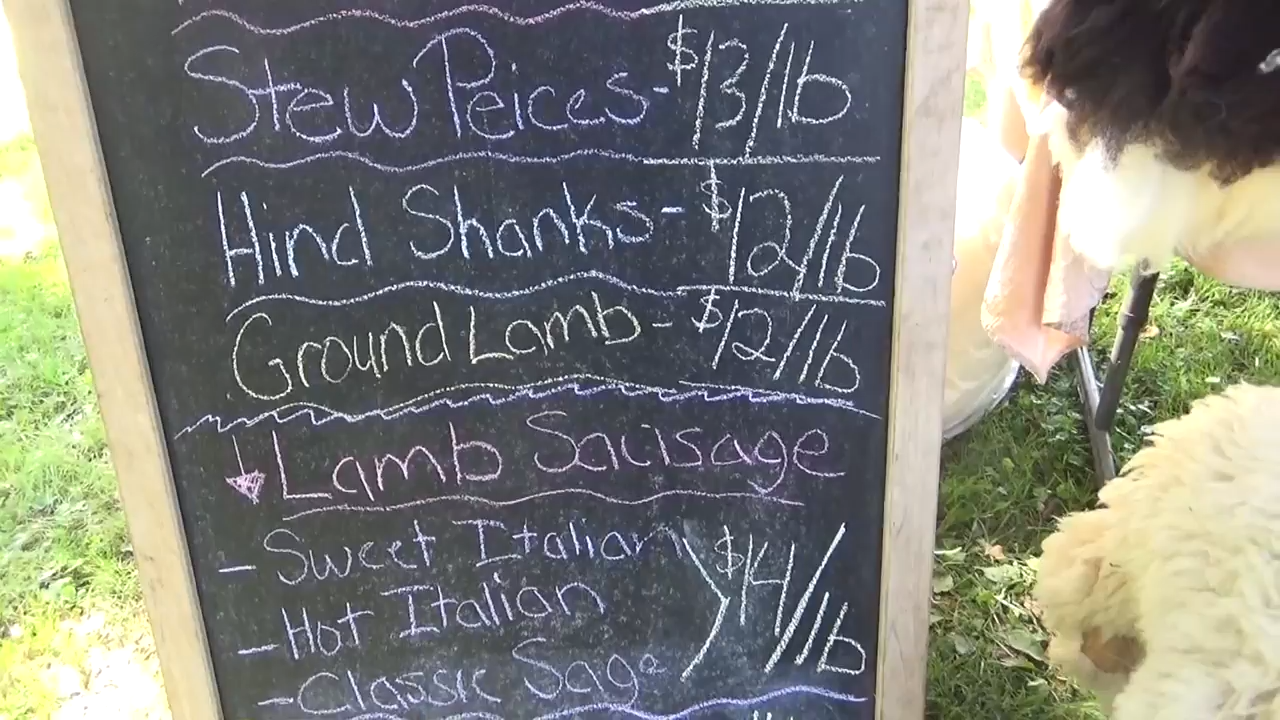 Stew Peices - $13/lb
Hind Shanks - $12/lb
Ground Lamb - $12/lb
Lamb Sausage
- Sweet Italian
- Hot Italian
- Classic Sage
$14/lb